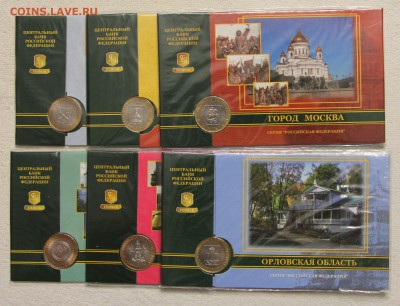 COINS.LAVE.RU
ЦЕНТРАЛЬНЫЙ
БАНК
РОССИЙСКОЙ
ФЕДЕРАЦИИ
ЦЕНТРАЛЬНЫЙ
БАНК
РОССИЙСКОЙ
ФЕДЕРАЦИИ
ЦЕНТРАЛЬНЫЙ
БАНК
РОССИЙСКОЙ
ФЕДЕРАЦИИ
ГОРОД МОСКВА
СЕРИЯ "РОССИЙСКАЯ ФЕДЕРАЦИЯ"
ЦЕНТРАЛЬНЫЙ
БАНК
РОССИЙСКОЙ
ФЕДЕРАЦИИ
ЦЕНТРАЛЬНЫЙ
БАНК
РОССИЙСКОЙ
ФЕДЕРАЦИИ
ЦЕНТРАЛЬНЫЙ
БАНК
РОССИЙСКОЙ
ФЕДЕРАЦИИ
ОРЛОВСКАЯ ОБЛАСТЬ
СЕРИЯ "РОССИЙСКАЯ ФЕДЕРАЦИЯ"